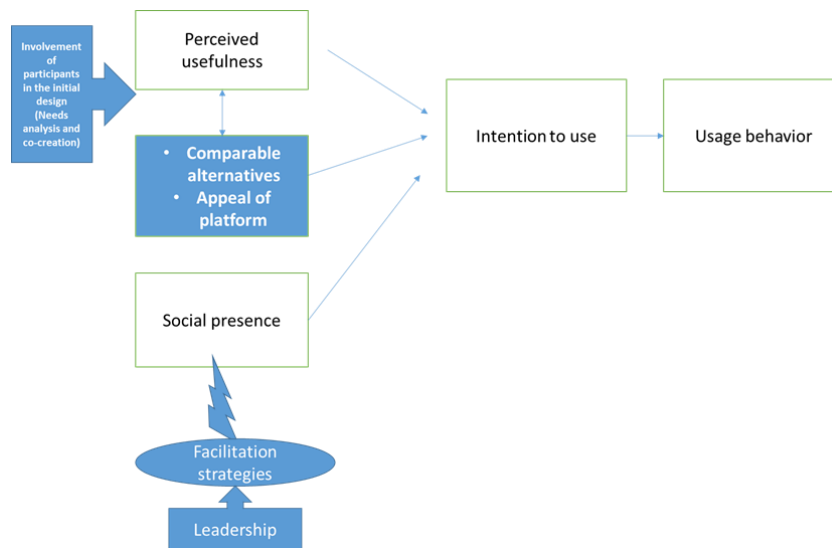 Involvement
of
participants
in the initial
design
(Needs
analysis and
co-creation)
Perceived
usefulness
• Comparable
alternatives
• Appeal of
platform
Social presence
Facilitation
strategies
Leadership
Intention to use
Usage behavior